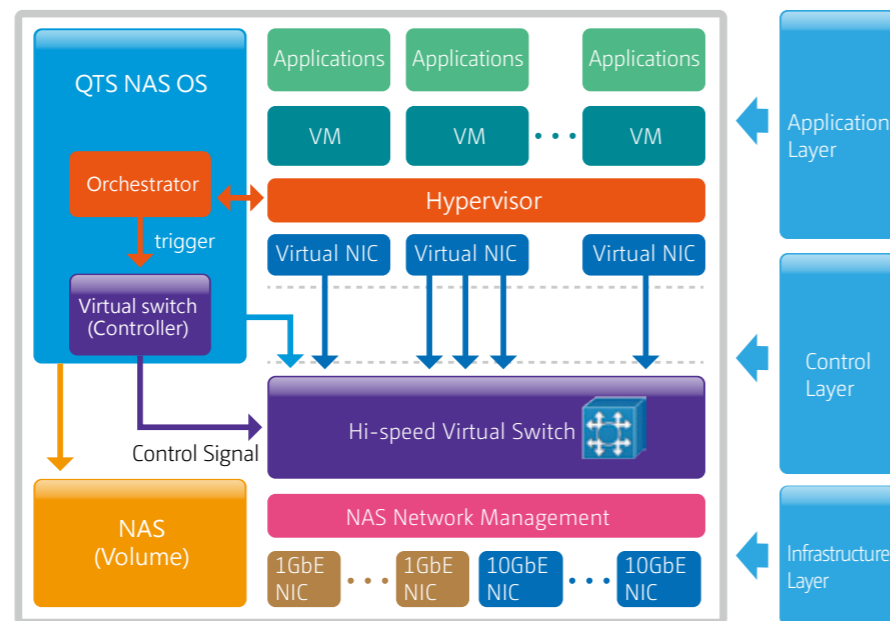 QTS NAS OS
Applications
Applications
Applications
VM
VM
VM
Orchestrator
Hypervisor
trigger
Virtual NIC
Virtual NIC
Virtual NIC
Virtual switch
(Controller)
Hi-speed Virtual Switch
Control Signal
NAS
(Volume)
NAS Network Management
1GbE
NIC
1GbE
NIC
10GbE
NIC
10GbE
NIC
Application
Layer
Control
Layer
Infrastructure
Layer